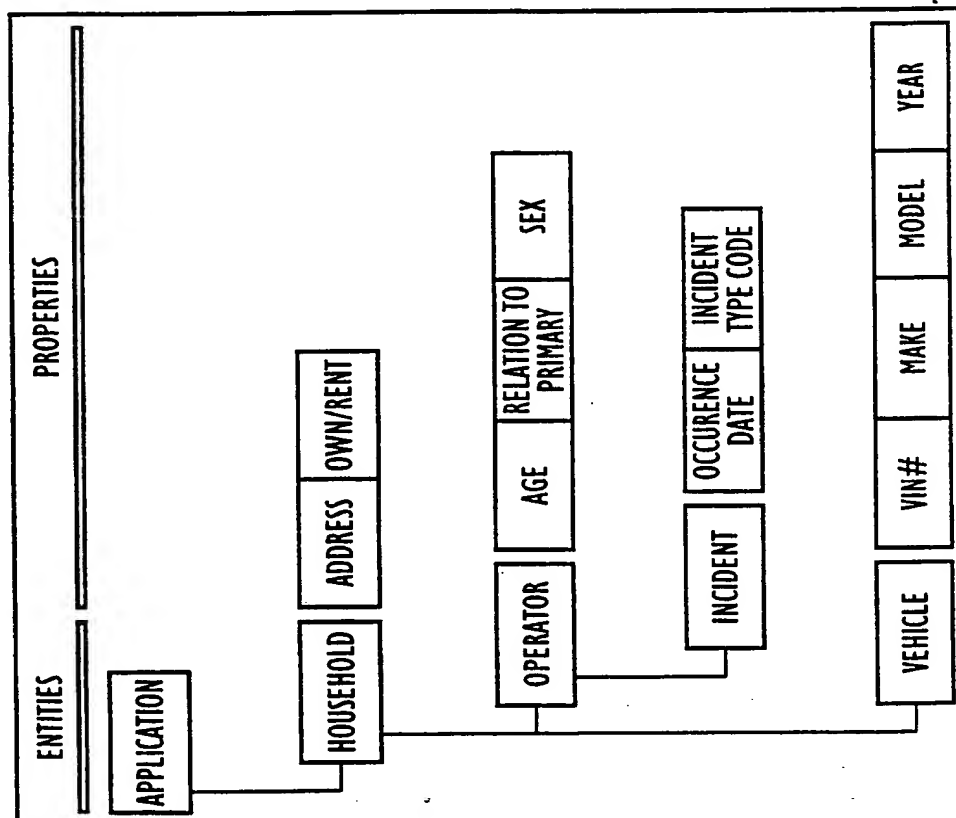 ENTITIES
PROPERTIES
APPLICATION
HOUSEHOLD
ADDRESS
OWN/RENT
OPERATOR
AGE
RELATION TO
PRIMARY
SEX
INCIDENT
OCCURENCE
DATE
INCIDENT
TYPE CODE
VEHICLE
VIN#
MAKE
MODEL
YEAR